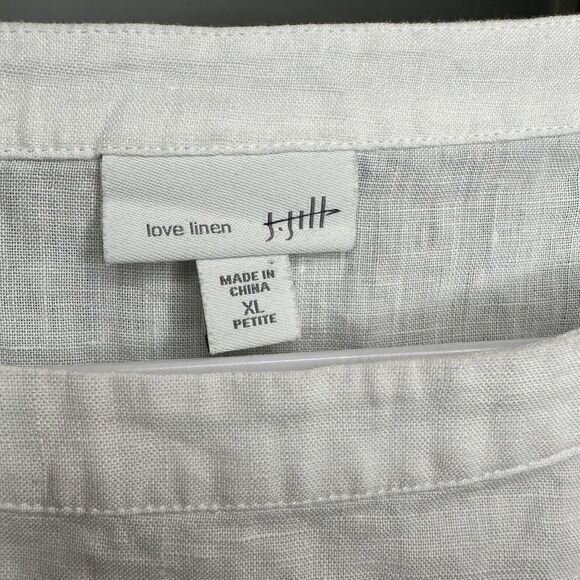 love linen J.Jill
MADE IN
CHINA
XL
PETITE